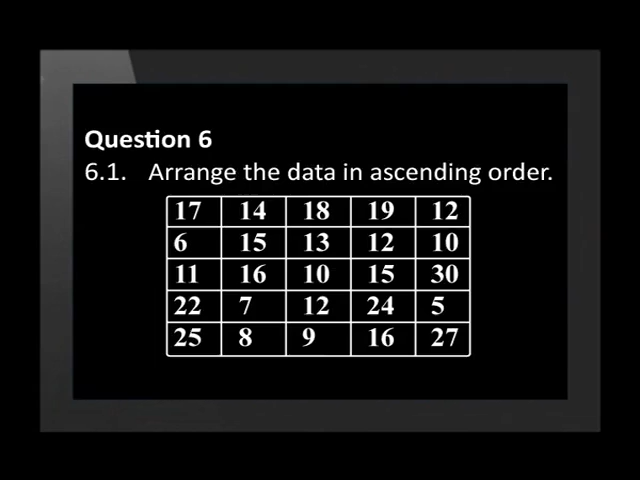 Question 6
6.1. Arrange the data in ascending order.
17 14 18 19 12
6 15 13 12 10
11 16 10 15 30
22 7 12 24 5
25 8 9 16 27